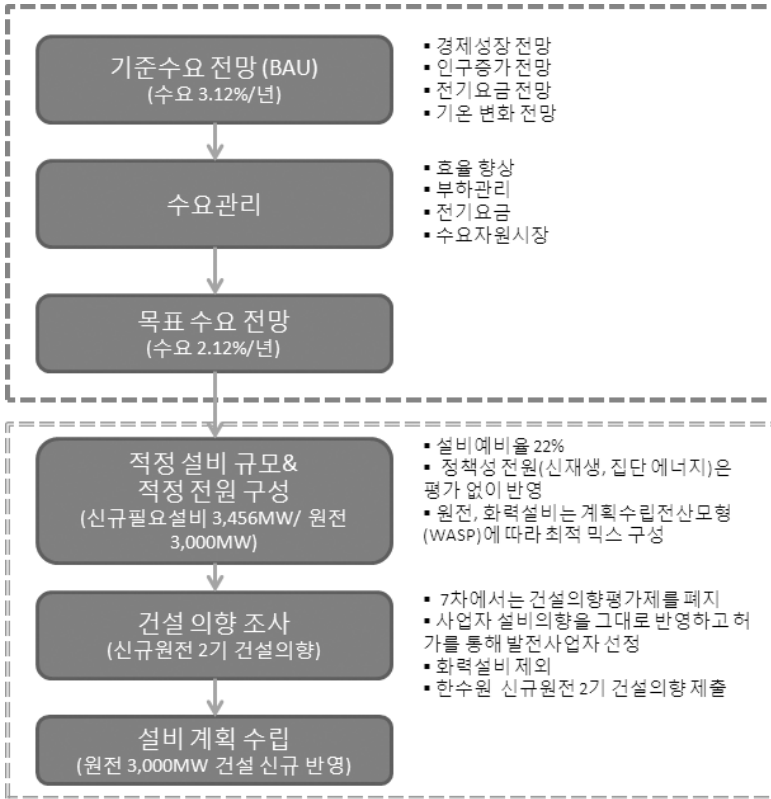 기준수요 전망 (BAU)
(수요 3.12%/년)
▪ 경제성장 전망
▪ 인구증가 전망
▪ 전기요금 전망
▪ 기온 변화 전망
수요관리
▪ 효율 향상
▪ 부하관리
▪ 전기요금
▪ 수요자원시장
목표 수요 전망
(수요 2.12%/년)
적정 설비 규모&
적정 전원 구성
(신규필요설비 3,456MW/ 원전
3,000MW)
▪ 설비예비율 22%
▪ 정책성 전원(신재생, 집단 에너지)은
평가 없이 반영
▪ 원전, 화력설비는 계획수립전산모형
(WASP)에 따라 최적 믹스 구성
건설 의향 조사
(신규원전 2기 건설의향)
▪ 7차에서는 건설의향평가제를 폐지
▪ 사업자 설비의향을 그대로 반영하고 허
가를 통해 발전사업자 선정
▪ 화력설비 제외
▪ 한수원 신규원전 2기 건설의향 제출
설비 계획 수립
(원전 3,000MW 건설 신규 반영)